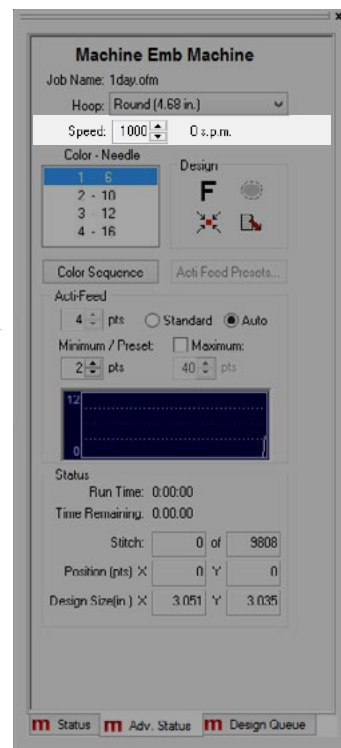 x
Machine Emb Machine
Job Name: 1day.ofm
Hoop: Round (4.68 in.)
Speed: 1000 0 s.p.m.
Color - Needle
Design
1 6
2 - 10
3 12
4 - 16
F
Color Sequence Acti Feed Presets...
Acti-Feed
4 pts Standard Auto
Minimum / Preset: Maximum:
2 pts 40 pts
12
0
Status
Run Time: 0:00:00
Time Remaining: 0:00:00
Stitch: 0 of 9808
Position (pts) X 0 Y 0
Design Size(in.) X 3.051 Y 3.035
m Status m Adv. Status m Design Queue